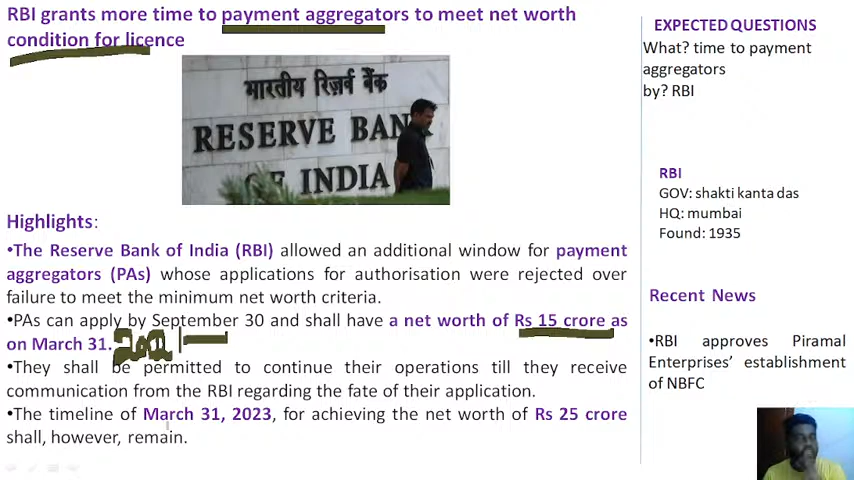 RBI grants more time to payment aggregators to meet net worth
condition for licence
भारतीय रिज़र्व बैंक
RESERVE BAN
OF INDIA
Highlights:
•The Reserve Bank of India (RBI) allowed an additional window for payment
aggregators (PAs) whose applications for authorisation were rejected over
failure to meet the minimum net worth criteria.
•PAs can apply by September 30 and shall have a net worth of Rs 15 crore as
on March 31.
•They shall be permitted to continue their operations till they receive
communication from the RBI regarding the fate of their application.
•The timeline of March 31, 2023, for achieving the net worth of Rs 25 crore
shall, however, remain.
EXPECTED QUESTIONS
What? time to payment
aggregators
by? RBI
RBI
GOV: shakti kanta das
HQ: mumbai
Found: 1935
Recent News
•RBI approves Piramal
Enterprises’ establishment
of NBFC